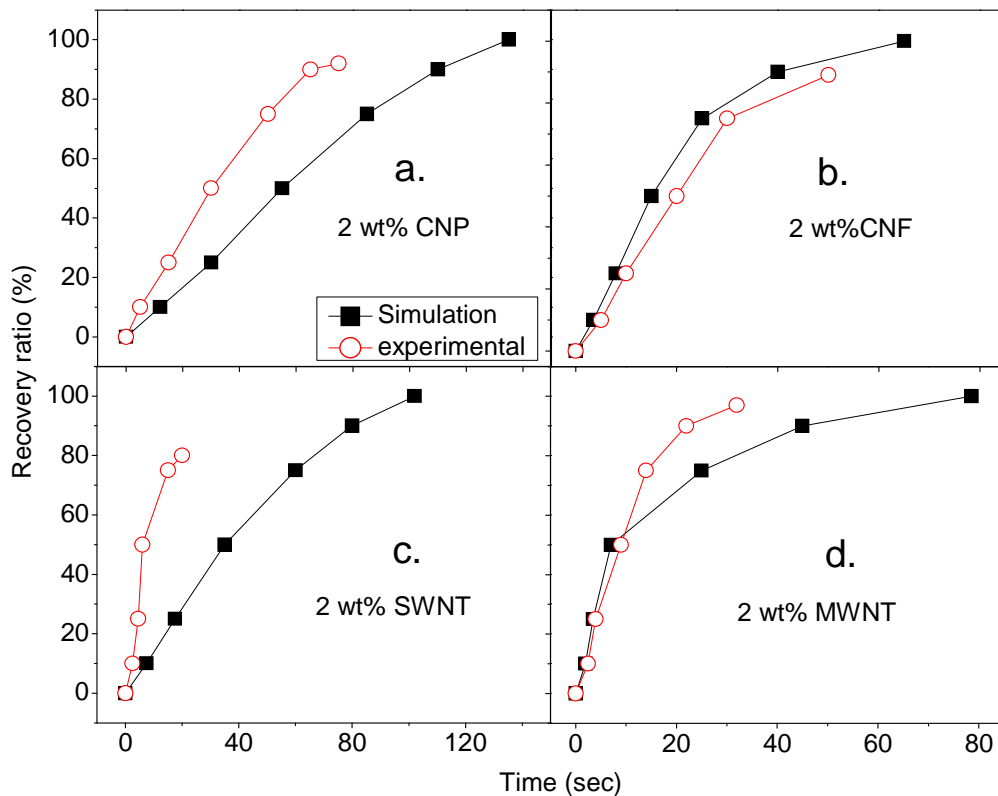 100
80
60
40
20
0
a.
2 wt% CNP
Simulation
experimental
b.
2 wt%CNF
100
80
60
40
20
0
c.
2 wt% SWNT
d.
2 wt% MWNT
0 40 80 120
0 20 40 60 80
Recovery ratio (%)
Time (sec)